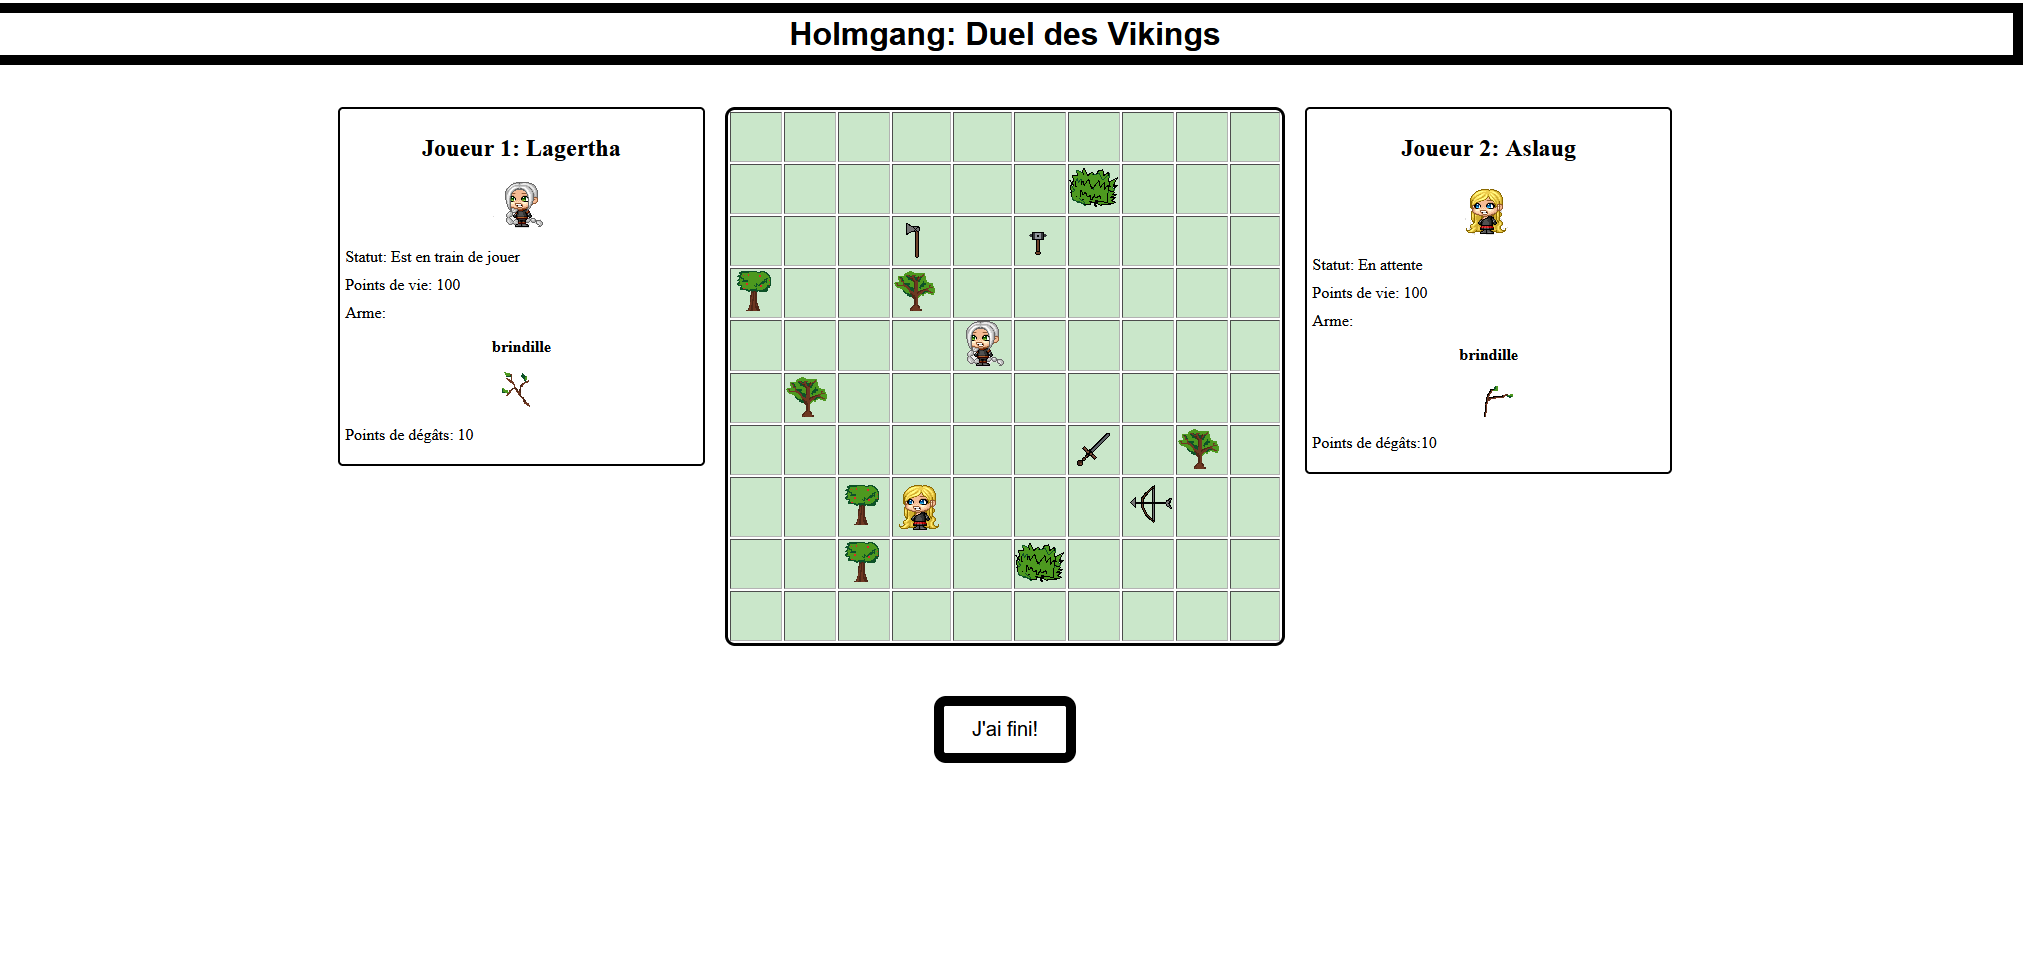 Holmgang: Duel des Vikings
Joueur 1: Lagertha
Statut: Est en train de jouer
Points de vie: 100
Arme:
brindille
Points de dégâts: 10
Joueur 2: Aslaug
Statut: En attente
Points de vie: 100
Arme:
brindille
Points de dégâts:10
J'ai fini!